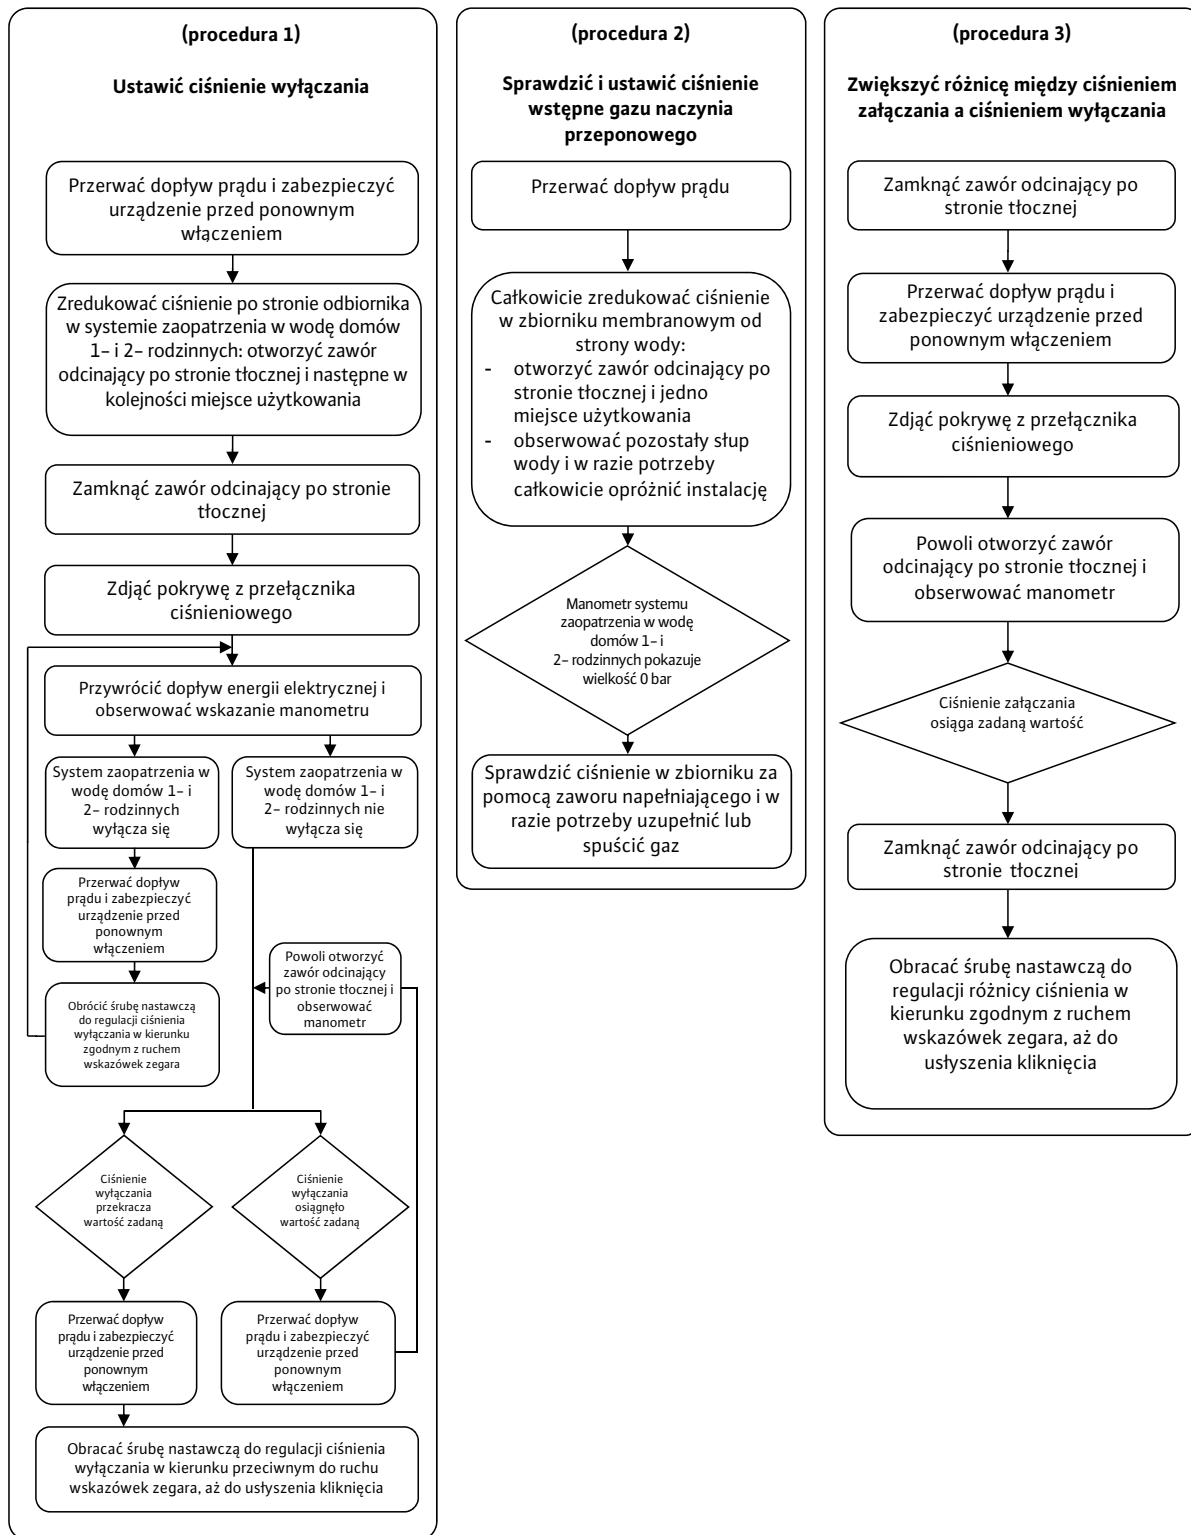 (procedura 1)
Ustawić ciśnienie wyłączania
Przerwać dopływ prądu i zabezpieczyć
urządzenie przed ponownym
włączeniem
Zredukować ciśnienie po stronie odbiornika
w systemie zaopatrzenia w wodę domów
1– i 2– rodzinnych: otworzyć zawór
odcinający po stronie tłocznej i następne w
kolejności miejsce użytkowania
Zamknąć zawór odcinający po stronie
tłocznej
Zdjąć pokrywę z przełącznika
ciśnieniowego
Przywrócić dopływ energii elektrycznej i
obserwować wskazanie manometru
System zaopatrzenia w
wodę domów 1– i
2– rodzinnych
wyłącza się
System zaopatrzenia w
wodę domów 1– i
2– rodzinnych nie
wyłącza się
Przerwać dopływ
prądu i zabezpieczyć
urządzenie przed
ponownym
włączeniem
Obrócić śrubę nastawczą
do regulacji ciśnienia
wyłączania w kierunku
zgodnym z ruchem
wskazówek zegara
Powoli otworzyć
zawór odcinający
po stronie tłocznej i
obserwować
manometr
Ciśnienie
wyłączania
przekracza
wartość zadaną
Ciśnienie
wyłączania
osiągnęło
wartość zadaną
Przerwać dopływ
prądu i zabezpieczyć
urządzenie przed
ponownym
włączeniem
Przerwać dopływ
prądu i zabezpieczyć
urządzenie przed
ponownym
włączeniem
Obracać śrubę nastawczą do regulacji ciśnienia
wyłączania w kierunku przeciwnym do ruchu
wskazówek zegara, aż do usłyszenia kliknięcia
(procedura 2)
Sprawdzić i ustawić ciśnienie
wstępne gazu naczynia
przeponowego
Przerwać dopływ prądu
Całkowicie zredukować ciśnienie
w zbiorniku membranowym od
strony wody:
- otworzyć zawór odcinający po
stronie tłocznej i jedno
miejsce użytkowania
- obserwować pozostały słup
wody i w razie potrzeby
całkowicie opróżnić instalację
Manometr systemu
zaopatrzenia w wodę
domów 1– i
2– rodzinnych pokazuje
wielkość 0 bar
Sprawdzić ciśnienie w zbiorniku za
pomocą zaworu napełniającego i w
razie potrzeby uzupełnić lub
spuścić gaz
(procedura 3)
Zwiększyć różnicę między ciśnieniem
załączania a ciśnieniem wyłączania
Zamknąć zawór odcinający po
stronie tłocznej
Przerwać dopływ prądu i
zabezpieczyć urządzenie przed
ponownym włączeniem
Zdjąć pokrywę z przełącznika
ciśnieniowego
Powoli otworzyć zawór
odcinający po stronie tłocznej i
obserwować manometr
Ciśnienie załączania
osiąga zadaną wartość
Zamknąć zawór odcinający po
stronie tłocznej
Obracać śrubę nastawczą do
regulacji różnicy ciśnienia w
kierunku zgodnym z ruchem
wskazówek zegara, aż do
usłyszenia kliknięcia